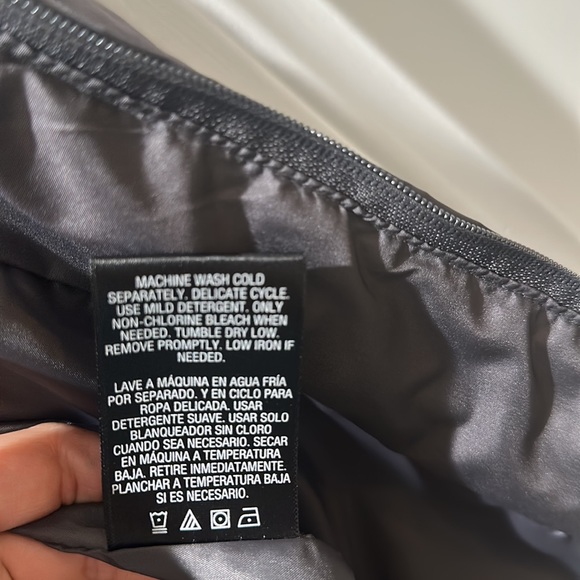 MACHINE WASH COLD
SEPARATELY. DELICATE CYCLE.
USE MILD DETERGENT. ONLY
NON-CHLORINE BLEACH WHEN
NEEDED. TUMBLE DRY LOW.
REMOVE PROMPTLY. LOW IRON IF
NEEDED.
LAVE A MÁQUINA EN AGUA FRÍA
POR SEPARADO. Y EN CICLO PARA
ROPA DELICADA. USAR
DETERGENTE SUAVE. USAR SOLO
BLANQUEADOR SIN CLORO
CUANDO SEA NECESARIO. SECAR
EN MÁQUINA A TEMPERATURA
BAJA. RETIRE INMEDIATAMENTE.
PLANCHAR A TEMPERATURA BAJA
SI ES NECESARIO.